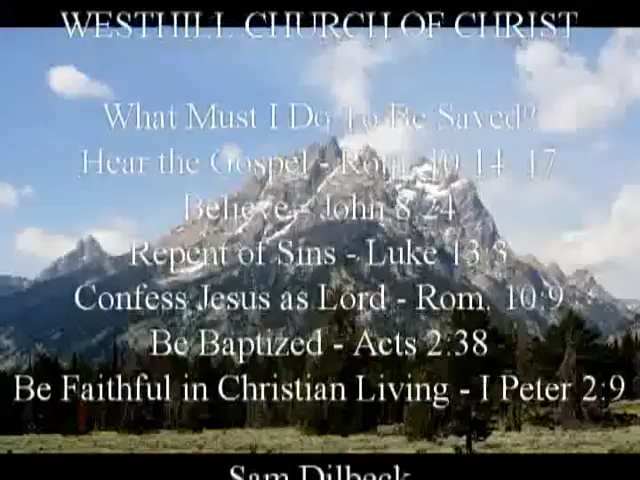 WESTHILL CHURCH OF CHRIST
What Must I Do To Be Saved?
Hear the Gospel - Rom. 10:14, 17
Believe - John 8:24
Repent of Sins - Luke 13:3
Confess Jesus as Lord - Rom. 10:9
Be Baptized - Acts 2:38
Be Faithful in Christian Living - I Peter 2:9
Sam Dilbeck